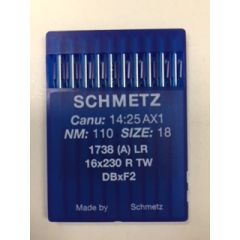 SCHMETZ
Canu: 14:25 AX1
NM: 110 SIZE: 18
1738 (A) LR
16x230 R TW
DBxF2
Made by Schmetz